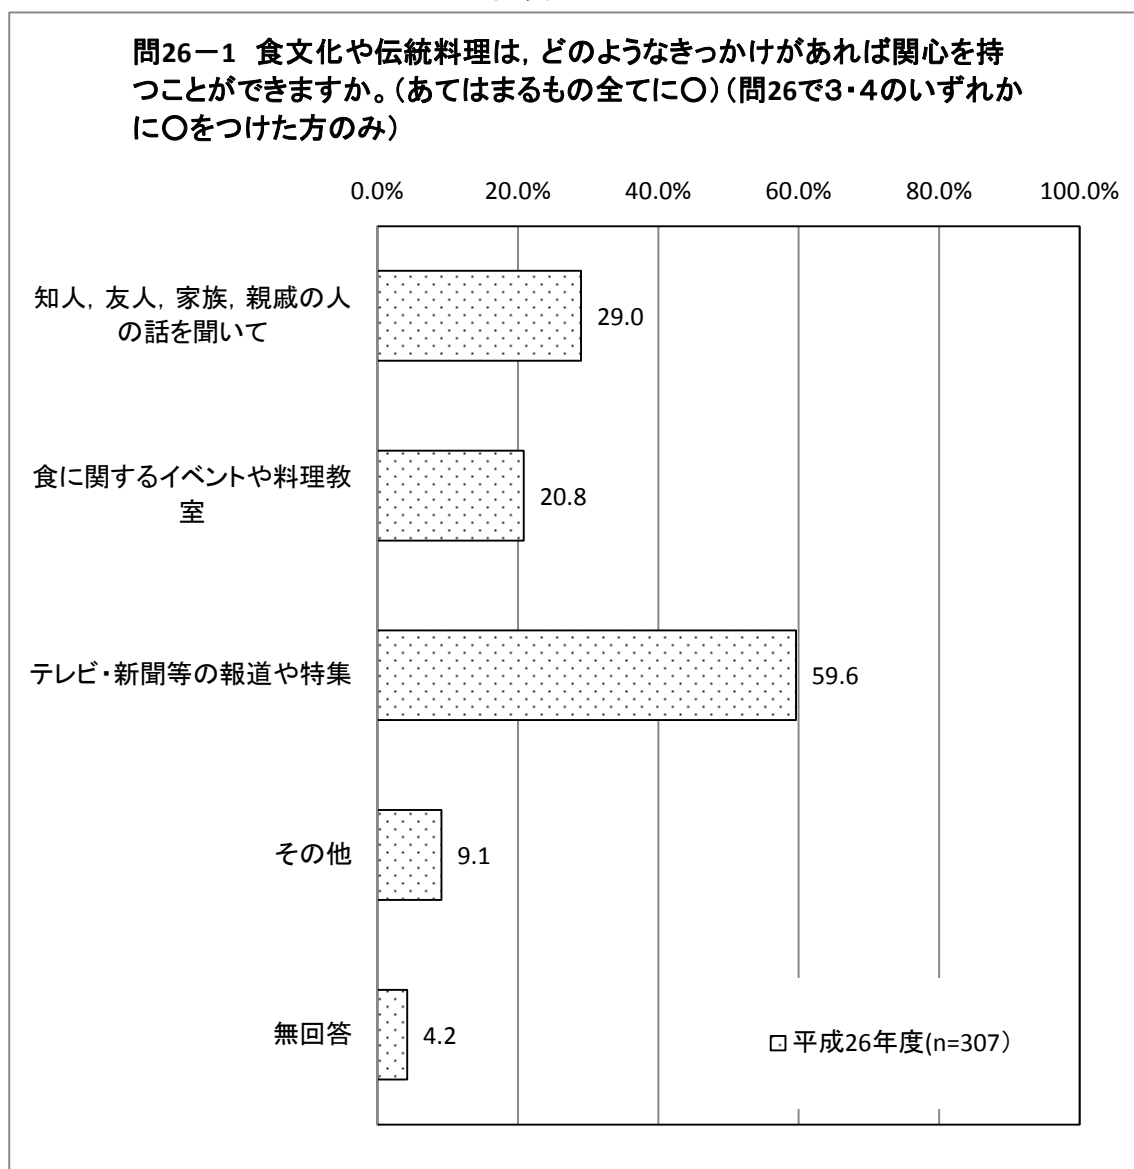 問26－1　食文化や伝統料理は，どのようなきっかけがあれば関心を持
つことができますか。（あてはまるもの全てに〇）（問26で３・４のいずれか
に〇をつけた方のみ）
0.0% 20.0% 40.0% 60.0% 80.0% 100.0%
知人，友人，家族，親戚の人
の話を聞いて
29.0
食に関するイベントや料理教
室
20.8
テレビ・新聞等の報道や特集
59.6
その他
9.1
無回答
4.2
平成26年度(n=307）